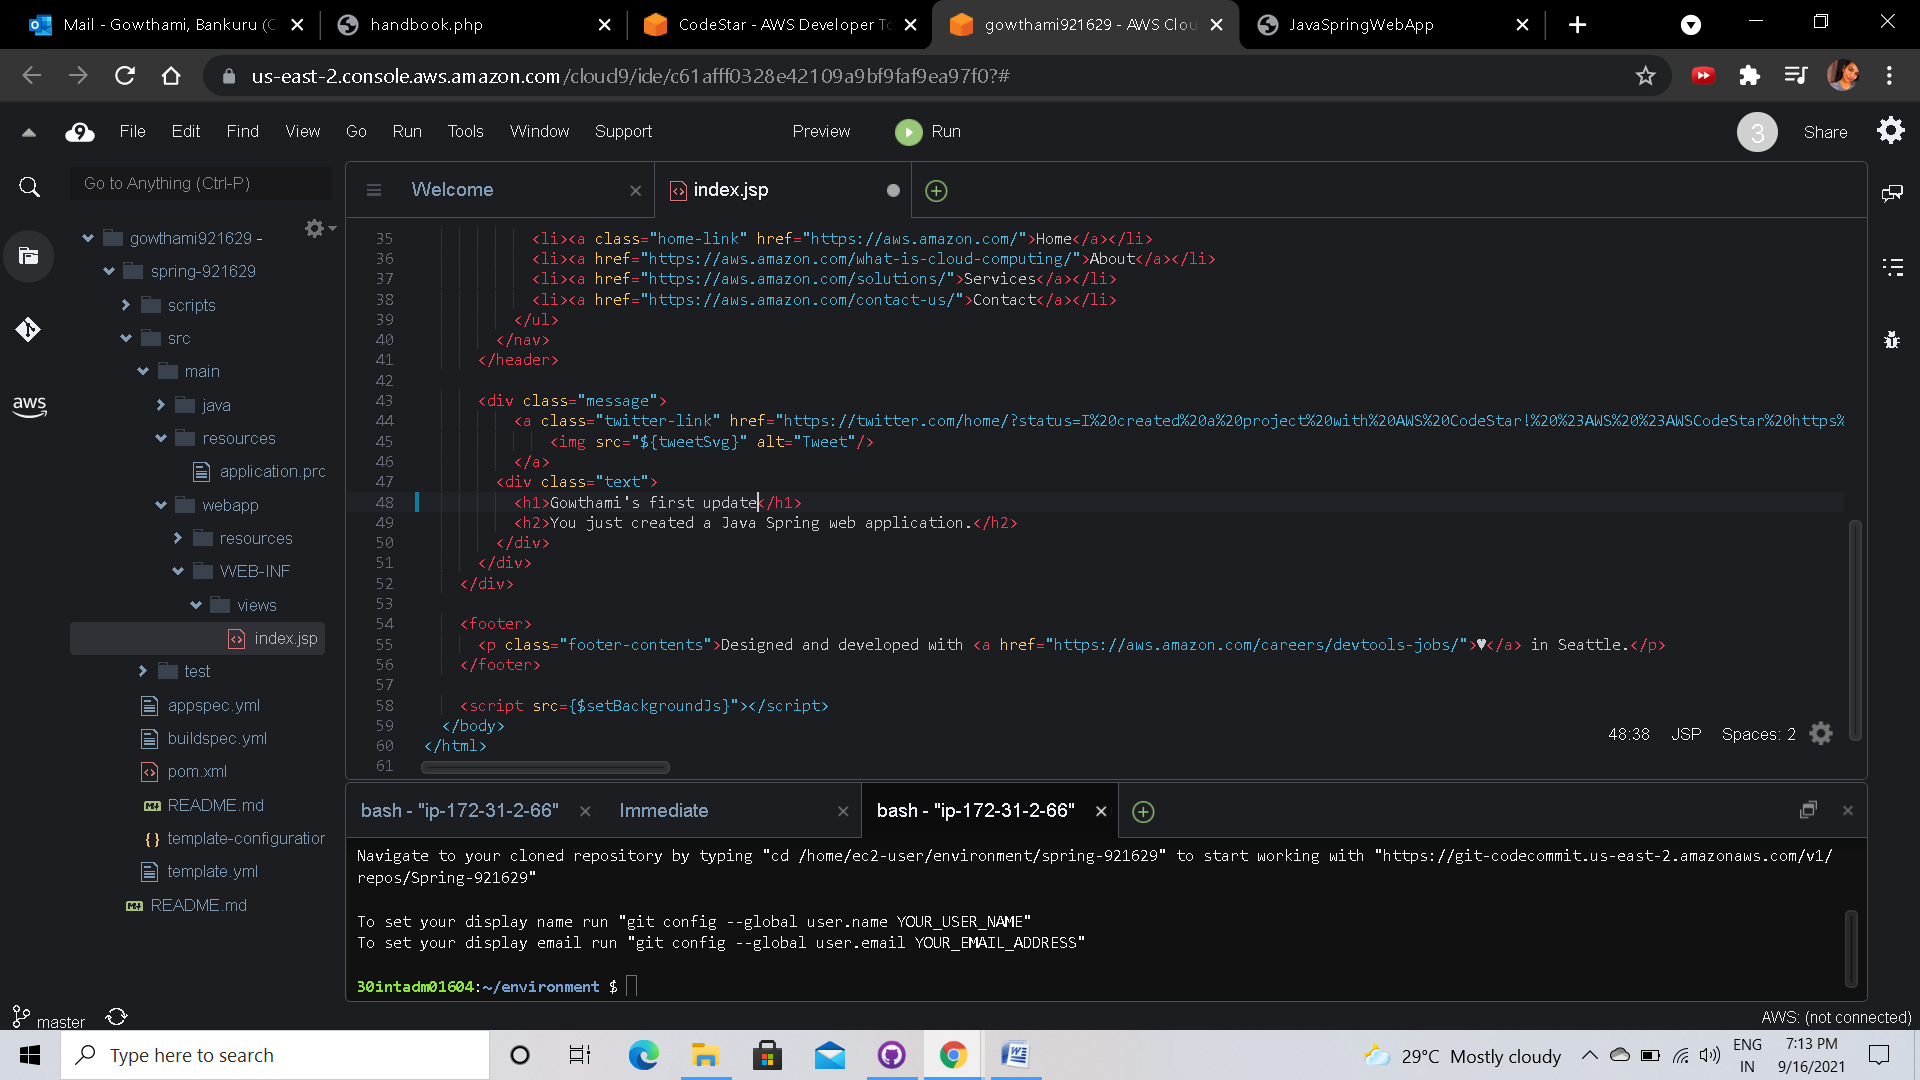 Mail - Gowthami, Bankuru (C
handbook.php
CodeStar - AWS Developer To
gowthami921629 - AWS Clou
JavaSpringWebApp
us-east-2.console.aws.amazon.com/cloud9/ide/c61afff0328e42109a9bf9faf9ea97f0?#
9 File Edit Find View Go Run Tools Window Support Preview Run 3 Share
Go to Anything (Ctrl-P)
gowthami921629 -
spring-921629
scripts
src
main
java
resources
application.prc
webapp
resources
WEB-INF
views
index.jsp
test
appspec.yml
buildspec.yml
pom.xml
README.md
template-configuration
template.yml
README.md
aws
Welcome
index.jsp
35 <li><a class="home-link" href="https://aws.amazon.com/">Home</a></li>
36 <li><a href="https://aws.amazon.com/what-is-cloud-computing/">About</a></li>
37 <li><a href="https://aws.amazon.com/solutions/">Services</a></li>
38 <li><a href="https://aws.amazon.com/contact-us/">Contact</a></li>
39 </ul>
40 </nav>
41 </header>
42
43 <div class="message">
44 <a class="twitter-link" href="https://twitter.com/home/?status=I%20created%20a%20project%20with%20AWS%20CodeStar!%20%23AWS%20%23AWSCodeStar%20https%
45 <img src="${tweetSvg}" alt="Tweet"/>
46 </a>
47 <div class="text">
48 <h1>Gowthami's first update</h1>
49 <h2>You just created a Java Spring web application.</h2>
50 </div>
51 </div>
52 </div>
53
54 <footer>
55 <p class="footer-contents">Designed and developed with <a href="https://aws.amazon.com/careers/devtools-jobs/">♥</a> in Seattle.</p>
56 </footer>
57
58 <script src={$setBackgroundJs}"></script>
59 </body>
60 </html>
61
48:38 JSP Spaces: 2
bash - "ip-172-31-2-66"
Immediate
bash - "ip-172-31-2-66"
Navigate to your cloned repository by typing "cd /home/ec2-user/environment/spring-921629" to start working with "https://git-codecommit.us-east-2.amazonaws.com/v1/
repos/Spring-921629"
To set your display name run "git config --global user.name YOUR_USER_NAME"
To set your display email run "git config --global user.email YOUR_EMAIL_ADDRESS"
30intadm01604:~/environment $
master
AWS: (not connected)
Type here to search
29°C Mostly cloudy
ENG
IN
7:13 PM
9/16/2021